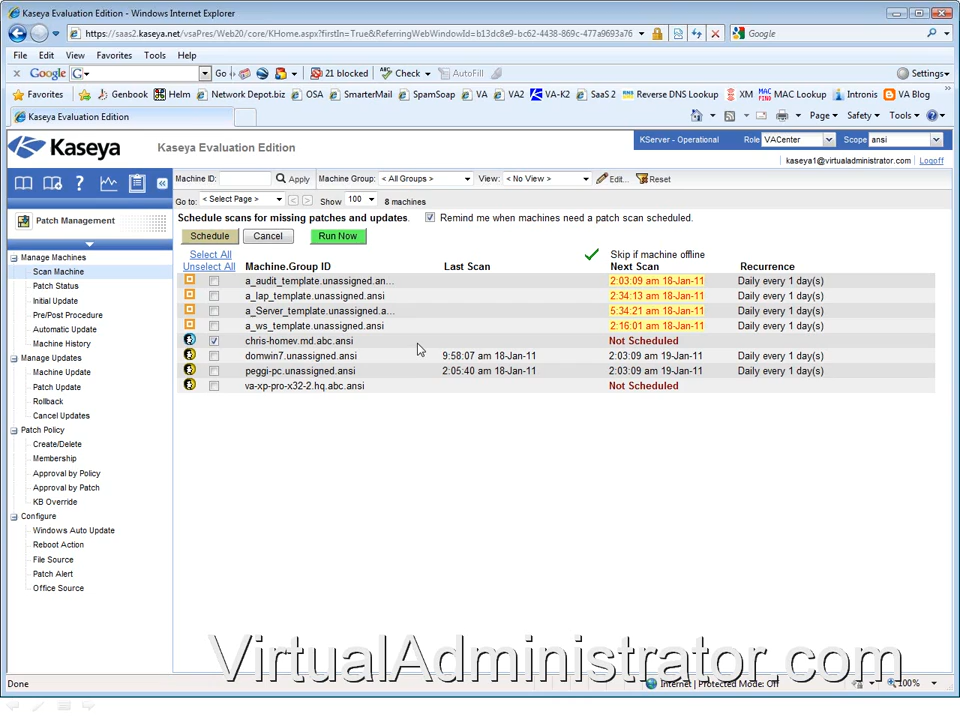 Kaseya Evaluation Edition - Windows Internet Explorer
https://saas2.kaseya.net/vsaPres/Web20/core/KHome.aspx?firstIn=True&ReferringWebWindowId=b13dc8e9-bc62-4438-869c-477a9693a76
Google
File Edit View Favorites Tools Help
x Google G Go 21 blocked Check AutoFill Settings
Favorites Genbook Helm Network Depot.biz OSA SmarterMail SpamSoap VA VA2 VA-K2 SaaS 2 Reverse DNS Lookup XM MAC Lookup Intronis VA Blog
Kaseya Evaluation Edition Page Safety Tools
Kaseya Kaseya Evaluation Edition KServer - Operational Role VACenter Scope ansi
kaseya1@virtualadministrator.com Logoff
Machine ID: Apply Machine Group: < All Groups > View: < No View > Edit... Reset
Go to: < Select Page > Show 100 8 machines
Patch Management
Manage Machines
Scan Machine
Patch Status
Initial Update
Pre/Post Procedure
Automatic Update
Machine History
Manage Updates
Machine Update
Patch Update
Rollback
Cancel Updates
Patch Policy
Create/Delete
Membership
Approval by Policy
Approval by Patch
KB Override
Configure
Windows Auto Update
Reboot Action
File Source
Patch Alert
Office Source
Schedule scans for missing patches and updates. Remind me when machines need a patch scan scheduled.
Schedule Cancel Run Now
Select All Skip if machine offline
Unselect All Machine.Group ID Last Scan Next Scan Recurrence
a_audit_template.unassigned.an... 2:03:09 am 18-Jan-11 Daily every 1 day(s)
a_lap_template.unassigned.ansi 2:34:13 am 18-Jan-11 Daily every 1 day(s)
a_Server_template.unassigned.a... 5:34:21 am 18-Jan-11 Daily every 1 day(s)
a_ws_template.unassigned.ansi 2:16:01 am 18-Jan-11 Daily every 1 day(s)
chris-homev.md.abc.ansi Not Scheduled
domwin7.unassigned.ansi 9:58:07 am 18-Jan-11 2:03:09 am 19-Jan-11 Daily every 1 day(s)
peggi-pc.unassigned.ansi 2:05:40 am 18-Jan-11 2:03:09 am 19-Jan-11 Daily every 1 day(s)
va-xp-pro-x32-2.hq.abc.ansi Not Scheduled
VirtualAdministrator.com
Done Internet | Protected Mode: Off 100%